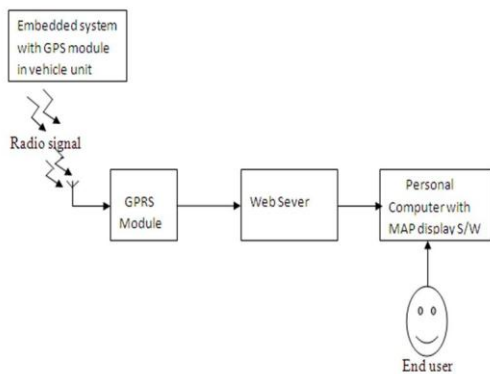 Embedded system
with GPS module
in vehicle unit
Radio signal
GPRS
Module
Web Sever
Personal
Computer with
MAP display S/W
End user